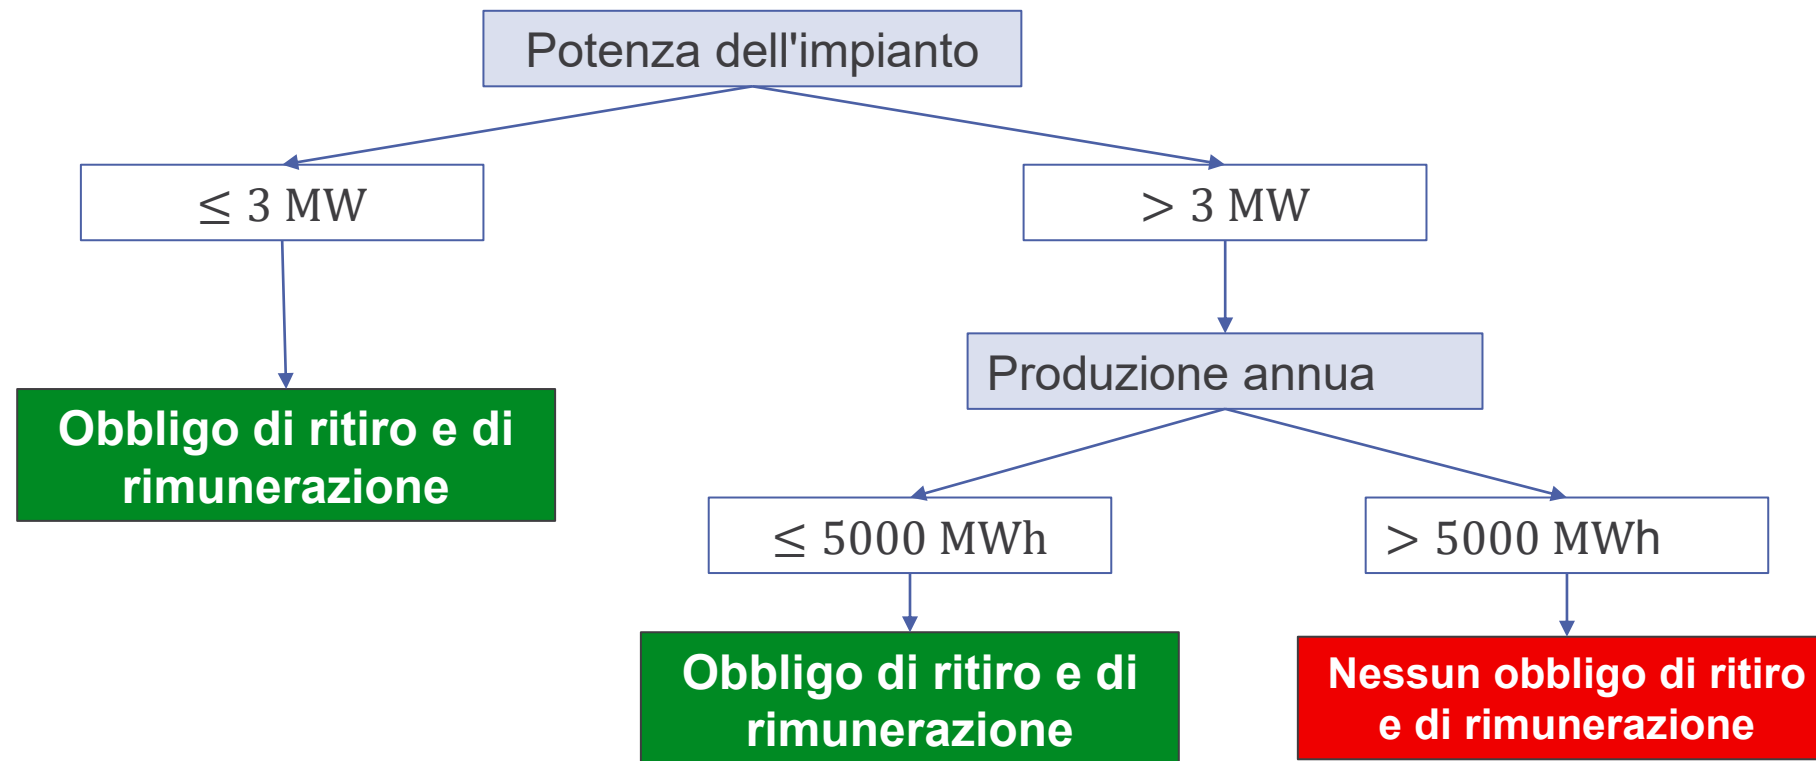 Potenza dell'impianto
≤ 3 MW
> 3 MW
Obbligo di ritiro e di
rimunerazione
Produzione annua
≤ 5000 MWh
> 5000 MWh
Obbligo di ritiro e di
rimunerazione
Nessun obbligo di ritiro
e di rimunerazione